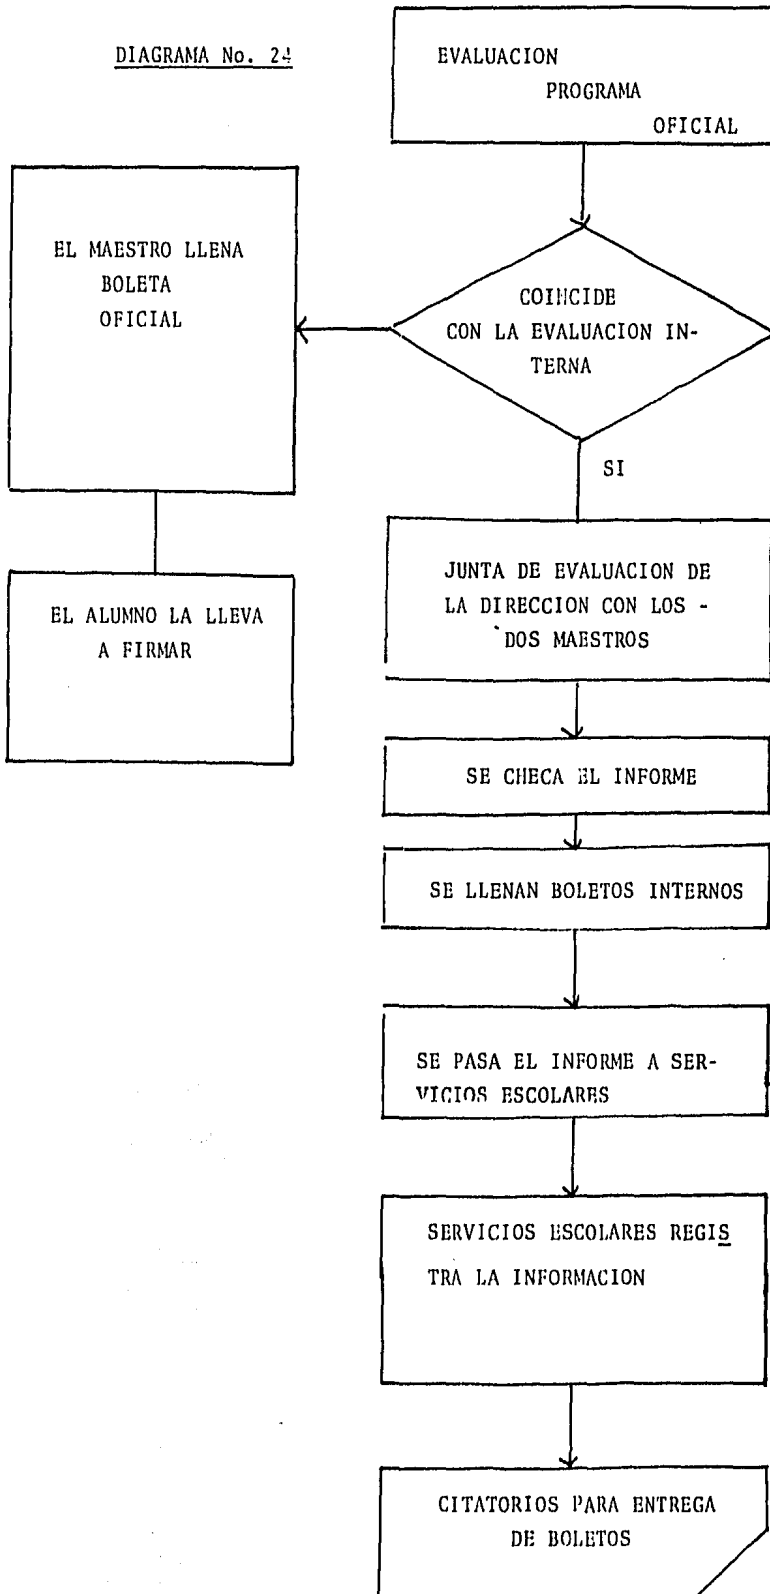 DIAGRAMA No. 24
EVALUACION
PROGRAMA
OFICIAL
EL MAESTRO LLENA
BOLETA
OFICIAL
COINCIDE
CON LA EVALUACION IN-
TERNA
SI
EL ALUMNO LA LLEVA
A FIRMAR
JUNTA DE EVALUACION DE
LA DIRECCION CON LOS -
DOS MAESTROS
SE CHECA EL INFORME
SE LLENAN BOLETOS INTERNOS
SE PASA EL INFORME A SER-
VICIOS ESCOLARES
SERVICIOS ESCOLARES REGIS
TRA LA INFORMACION
CITATORIOS PARA ENTREGA
DE BOLETOS